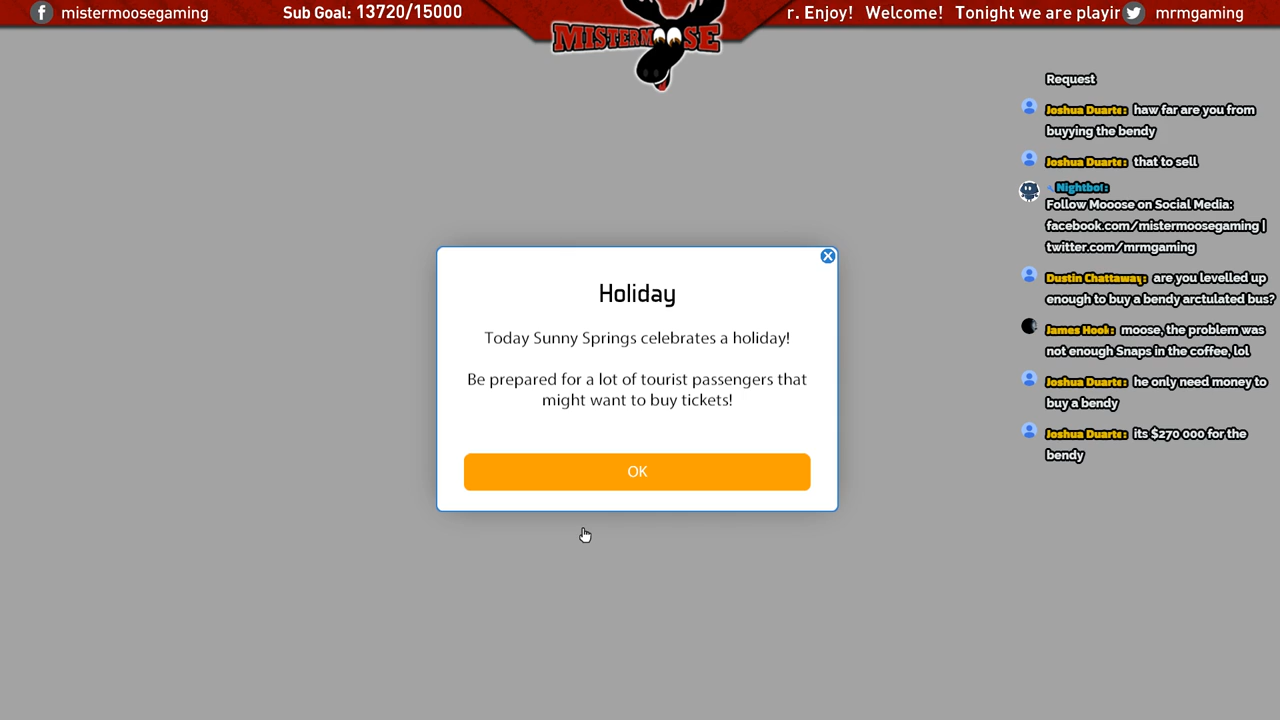 mistermoosegaming
Sub Goal: 13720/15000
MISTERMOOSE
r. Enjoy!   Welcome!   Tonight we are playir
mrmgaming
Request
Joshua Duarte: haw far are you from
buyying the bendy
Joshua Duarte: that to sell
Nightbot:
Follow Mooose on Social Media:
facebook.com/mistermoosegaming |
twitter.com/mrmgaming
Dustin Chattaway: are you levelled up
enough to buy a bendy arctulated bus?
James Hook: moose, the problem was
not enough Snaps in the coffee, lol
Joshua Duarte: he only need money to
buy a bendy
Joshua Duarte: its $270 000 for the
bendy
Holiday
Today Sunny Springs celebrates a holiday!
Be prepared for a lot of tourist passengers that
might want to buy tickets!
OK